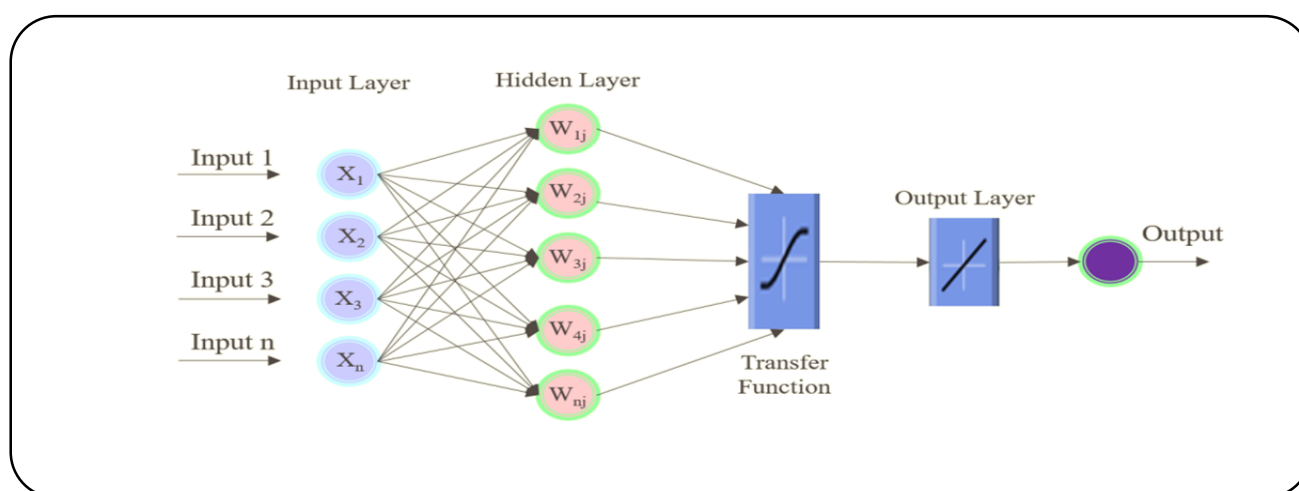 Input Layer
Hidden Layer
Input 1
Input 2
Input 3
Input n
X1
X2
X3
Xn
W1j
W2j
W3j
W4j
Wnj
Transfer
Function
Output Layer
Output